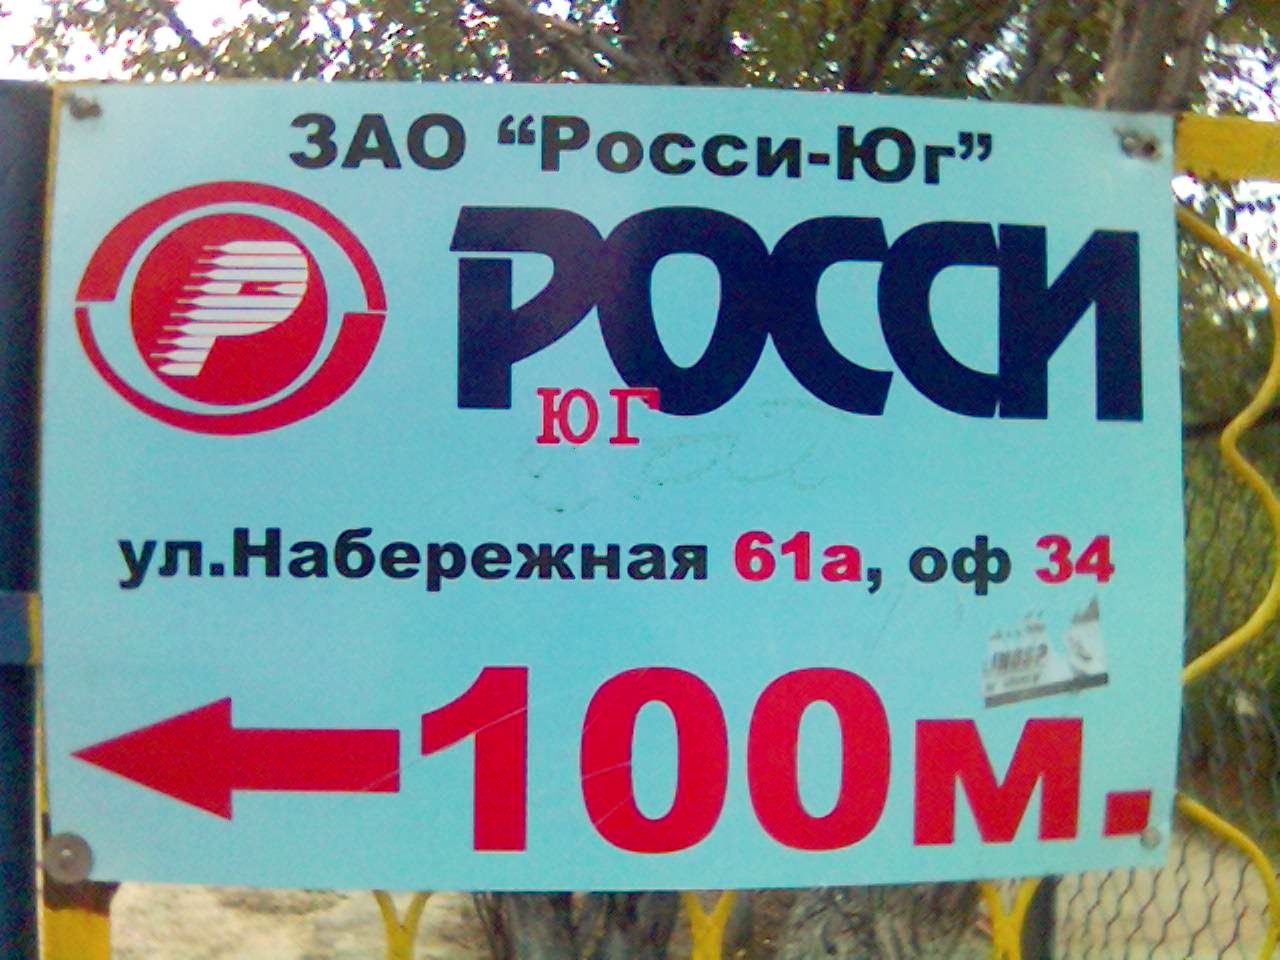 ЗАО “Росси-Юг”
РОССИ
ЮГ
ул.Набережная 61а, оф 34
100м.